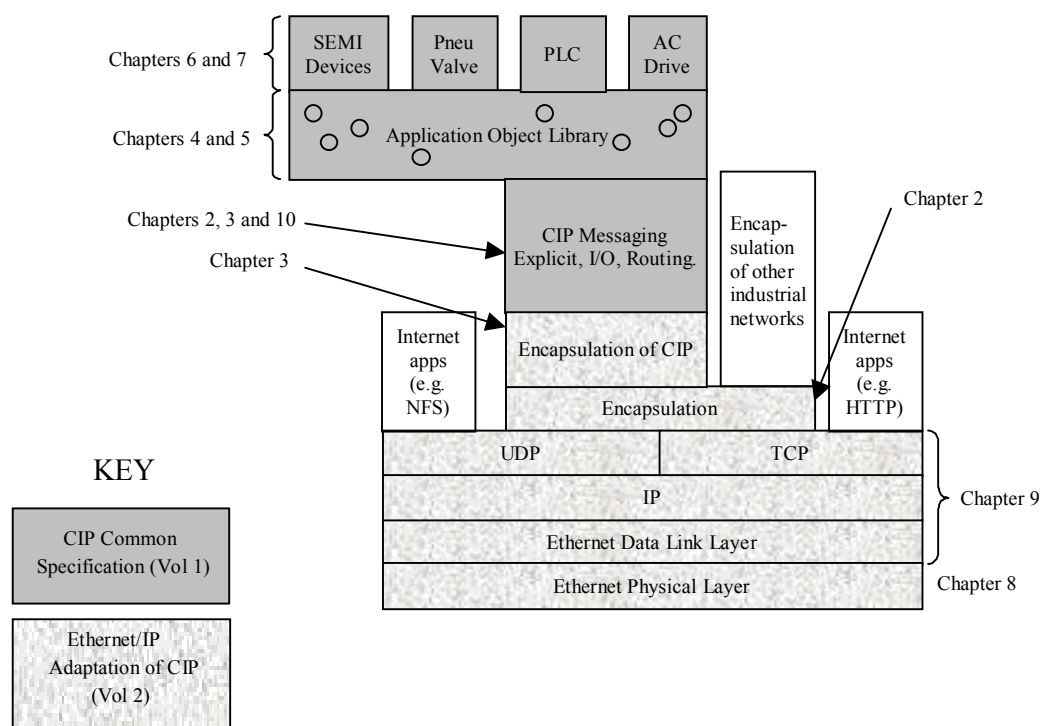 Chapters 6 and 7
SEMI
Devices
Pneu
Valve
PLC
AC
Drive
Chapters 4 and 5
Application Object Library
Chapters 2, 3 and 10
CIP Messaging
Explicit, I/O, Routing.
Encap-
sulation
of other
industrial
networks
Chapter 2
Chapter 3
Internet
apps
(e.g.
NFS)
Encapsulation of CIP
Internet
apps
(e.g.
HTTP)
Encapsulation
UDP
TCP
IP
Ethernet Data Link Layer
Chapter 9
Ethernet Physical Layer
Chapter 8
KEY
CIP Common
Specification (Vol 1)
Ethernet/IP
Adaptation of CIP
(Vol 2)